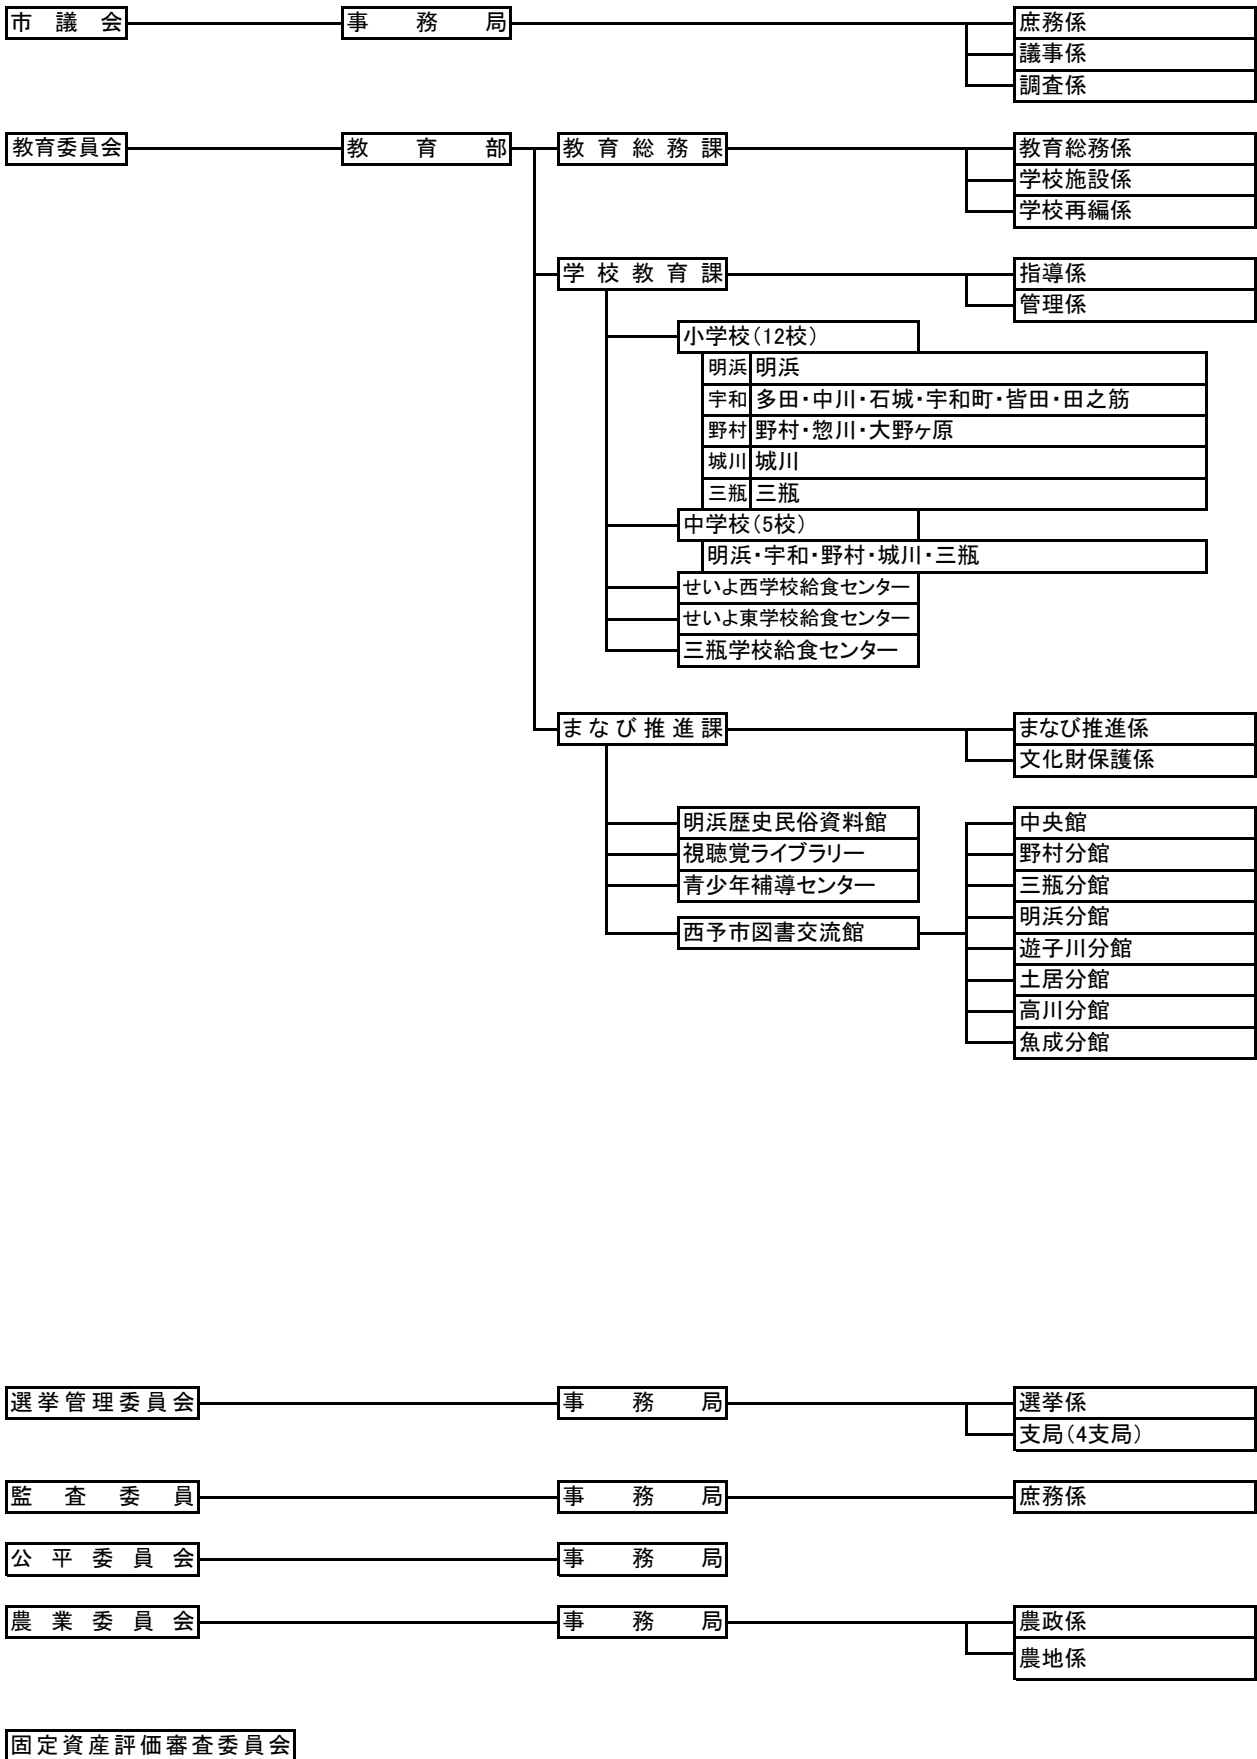 市議会 事務局 庶務係
議事係
調査係
教育委員会 教育部 教育総務課 教育総務係
学校施設係
学校再編係
学校教育課 指導係
管理係
小学校(12校)
明浜 明浜
宇和 多田・中川・石城・宇和町・皆田・田之筋
野村 野村・惣川・大野ヶ原
城川 城川
三瓶 三瓶
中学校(5校)
明浜・宇和・野村・城川・三瓶
せいよ西学校給食センター
せいよ東学校給食センター
三瓶学校給食センター
まなび推進課 まなび推進係
文化財保護係
明浜歴史民俗資料館 中央館
視聴覚ライブラリー 野村分館
青少年補導センター 三瓶分館
明浜分館
西予市図書交流館
遊子川分館
土居分館
高川分館
魚成分館
選挙管理委員会 事務局 選挙係
支局(4支局)
監査委員 事務局 庶務係
公平委員会 事務局
農業委員会 事務局 農政係
農地係
固定資産評価審査委員会